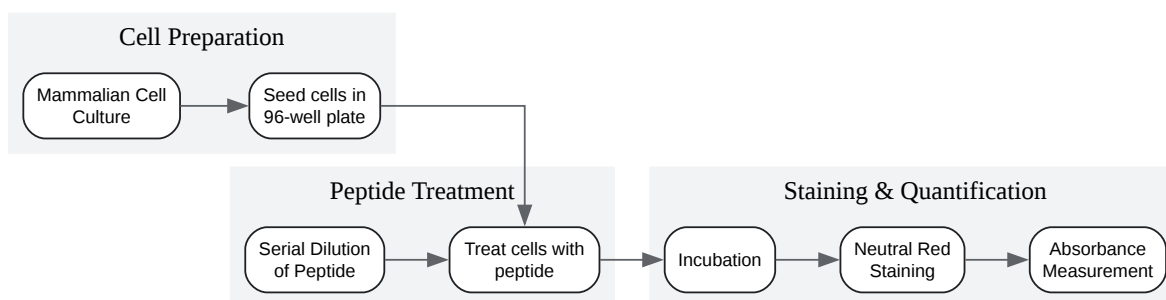 Cell Preparation
Mammalian Cell
Culture
Seed cells in
96-well plate
Peptide Treatment
Serial Dilution
of Peptide
Treat cells with
peptide
Staining & Quantification
Incubation
Neutral Red
Staining
Absorbance
Measurement